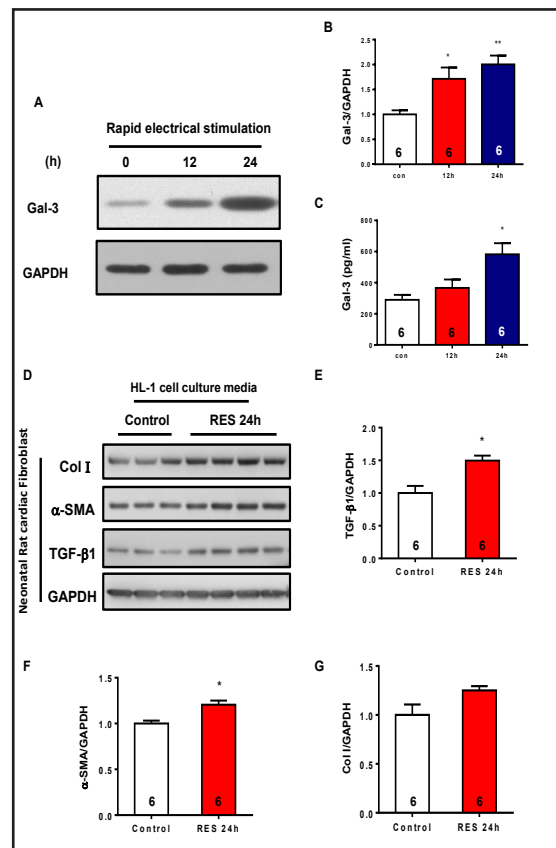 A
Rapid electrical stimulation
(h) 0 12 24
Gal-3
GAPDH
B
Gal-3/GAPDH
2.5
2.0
1.5
1.0
0.5
0.0
* **
6 6 6
con 12h 24h
C
Gal-3 (pg/ml)
800
600
400
200
0
*
6 6 6
con 12h 24h
D
HL-1 cell culture media
Control RES 24h
Neonatal Rat cardiac Fibroblast
Col I
α-SMA
TGF-β1
GAPDH
E
TGF-β1/GAPDH
2.0
1.5
1.0
0.5
0.0
*
6 6
Control RES 24h
F
α-SMA/GAPDH
1.5
1.0
0.5
0.0
*
6 6
Control RES 24h
G
Col I/GAPDH
1.5
1.0
0.5
0.0
6 6
Control RES 24h